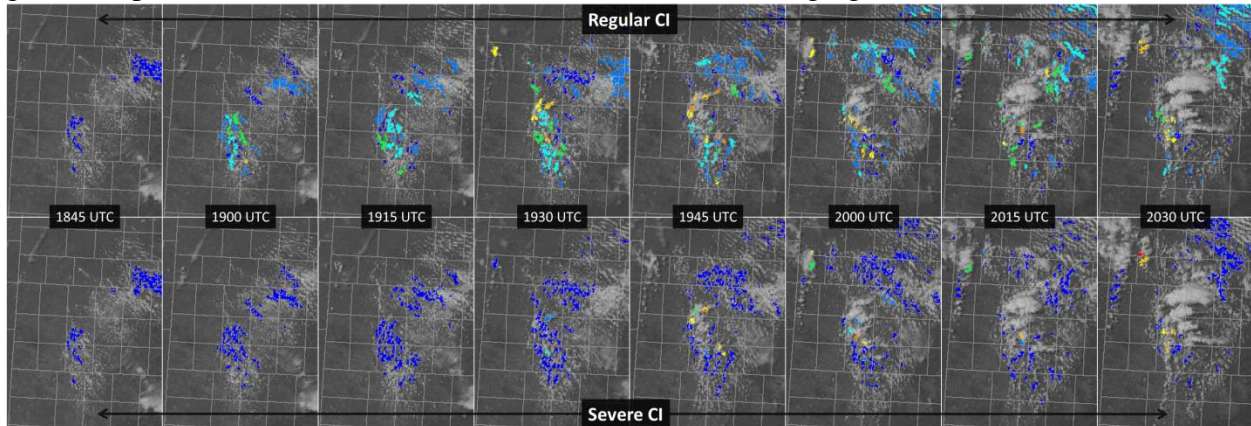 Regular CI
1845 UTC
1900 UTC
1915 UTC
1930 UTC
1945 UTC
2000 UTC
2015 UTC
2030 UTC
Severe CI